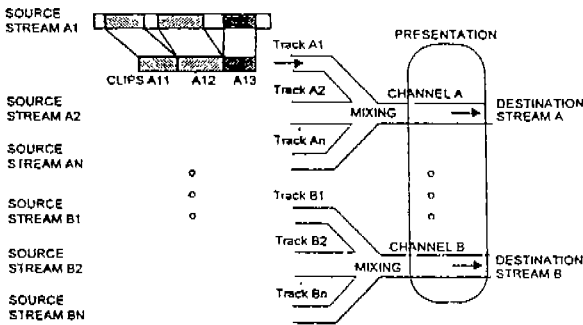 SOURCE
STREAM A1
CLIPS A11 A12 A13
SOURCE
STREAM A2
SOURCE
STREAM AN
SOURCE
STREAM B1
SOURCE
STREAM B2
SOURCE
STREAM BN
Track A1
Track A2
Track An
MIXING
CHANNEL A
Track B1
Track B2
Track Bn
MIXING
CHANNEL B
PRESENTATION
DESTINATION
STREAM A
DESTINATION
STREAM B